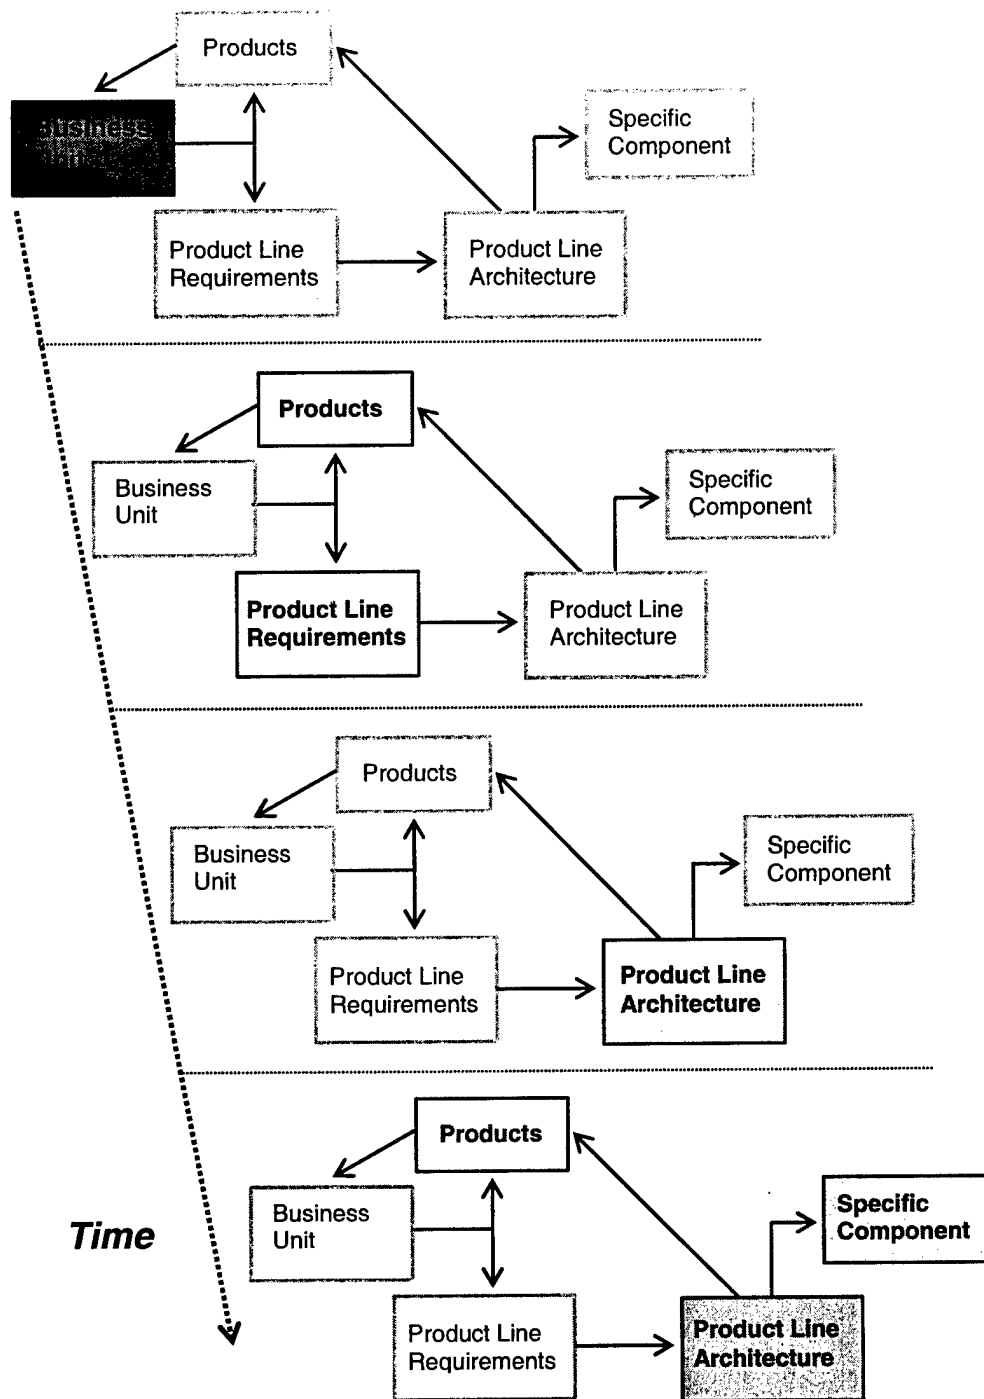 Products
Business
Specific
Component
Product Line
Requirements
Product Line
Architecture
Products
Business
Unit
Specific
Component
Product Line
Requirements
Product Line
Architecture
Products
Business
Unit
Specific
Component
Product Line
Requirements
Product Line
Architecture
Products
Business
Unit
Specific
Component
Time
Product Line
Requirements
Product Line
Architecture